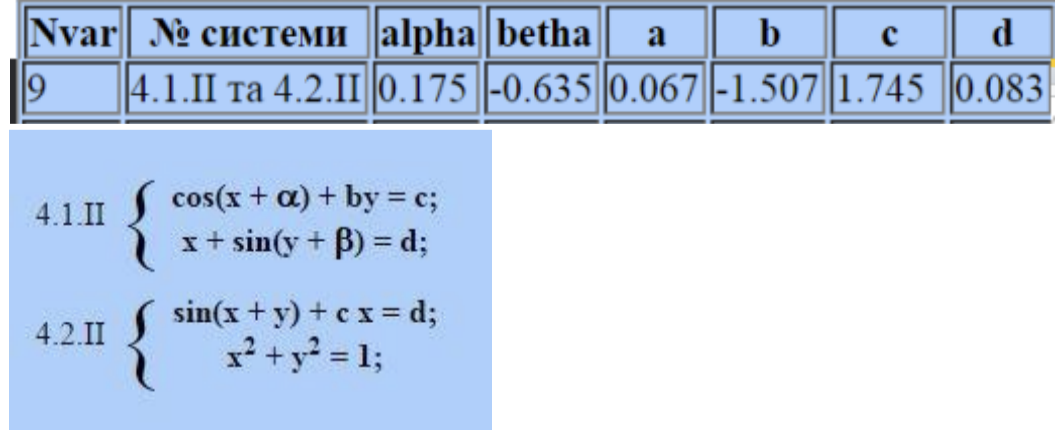 Nvar № системи alpha betha a b c d
9 4.1.II та 4.2.II 0.175 -0.635 0.067 -1.507 1.745 0.083
4.1.II { cos(x + α) + by = c;
x + sin(y + β) = d;
4.2.II { sin(x + y) + c x = d;
x² + y² = 1;